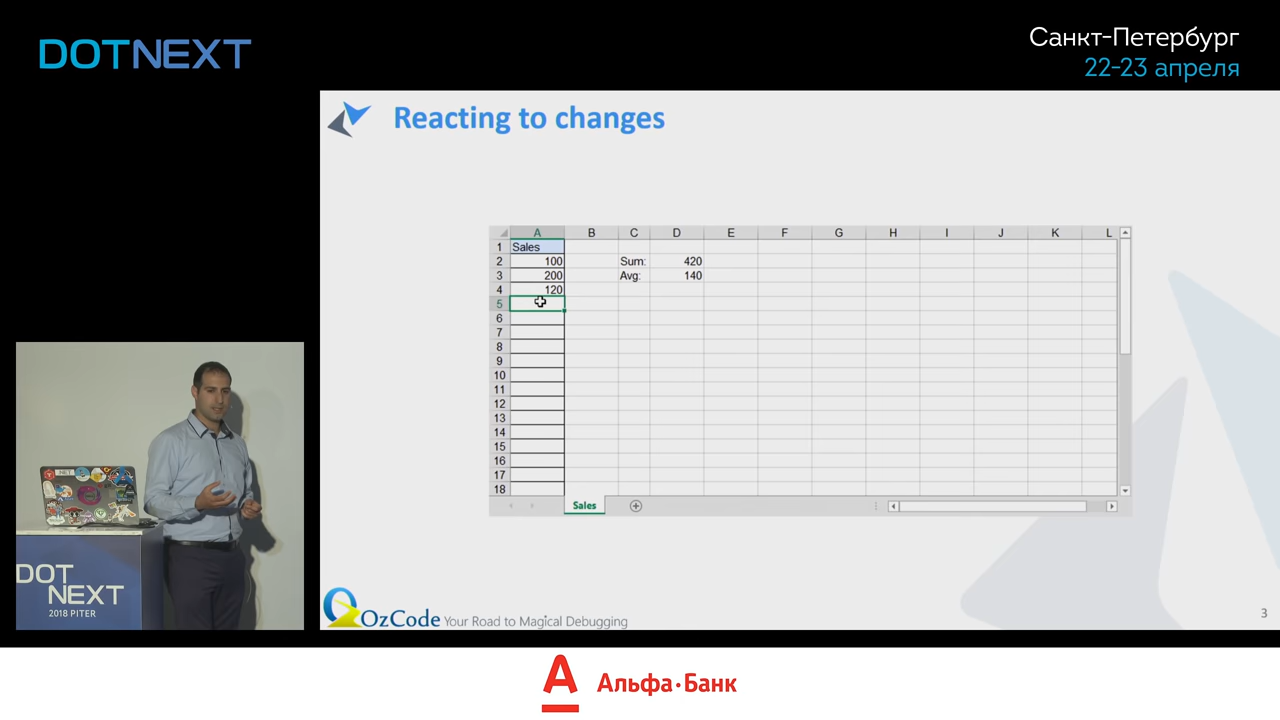 DOTNEXT
Санкт-Петербург
22-23 апреля
Reacting to changes
A B C D E F G H I J K L
1 Sales
2 100 Sum: 420
3 200 Avg: 140
4 120
5
6
7
8
9
10
11
12
13
14
15
16
17
18
Sales
OzCode Your Road to Magical Debugging
3
.NET
DOT
NEXT
2018 PITER
А Альфа·Банк